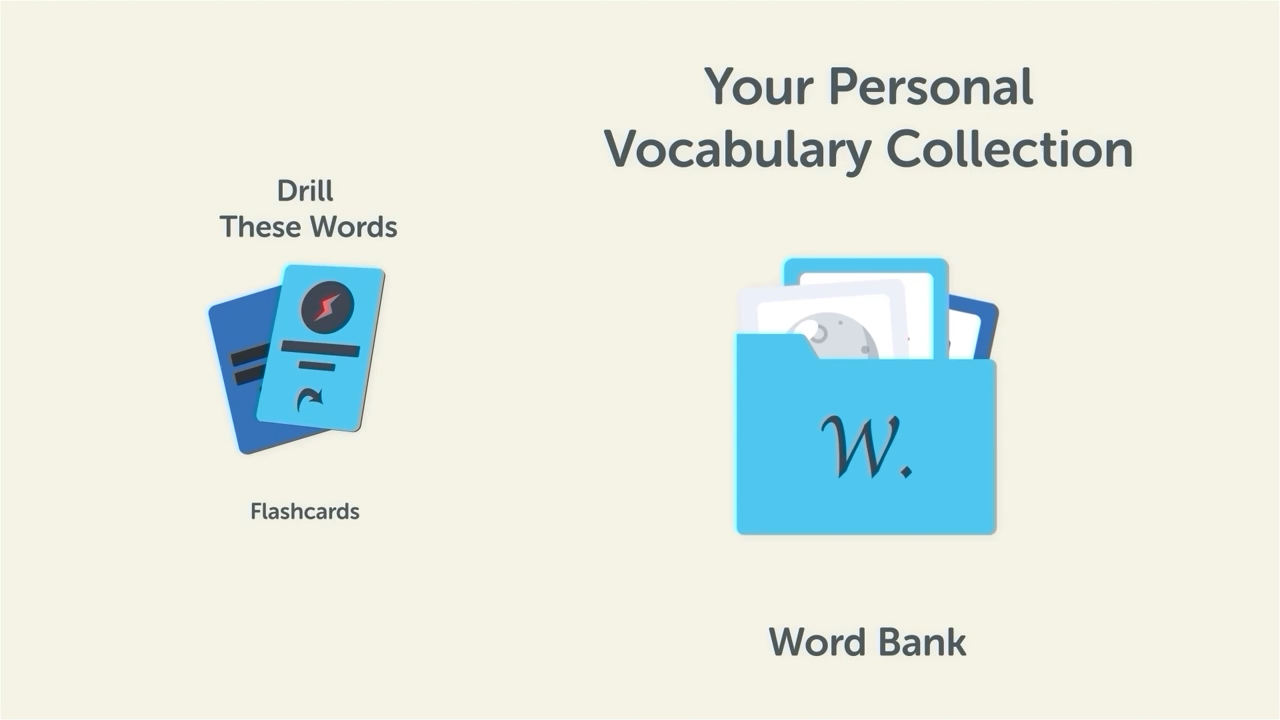 Drill
These Words
Flashcards
Your Personal
Vocabulary Collection
W.
Word Bank